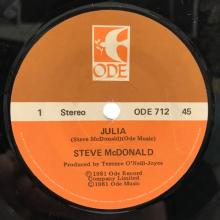 ODE
1 Stereo ODE 712 45
JULIA
(Steve McDonald)(Ode Music)
STEVE McDONALD
Produced by Terence O'Neill-Joyce
℗1981 Ode Record
Company Limited
©1981 Ode Music